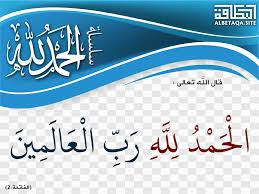 البطاقة
ALBETAQA.SITE
سلسلة
الحمد لله
قال الله تعالى :
الْحَمْدُ لِلَّهِ رَبِّ الْعَالَمِينَ
(الفاتحة:2)